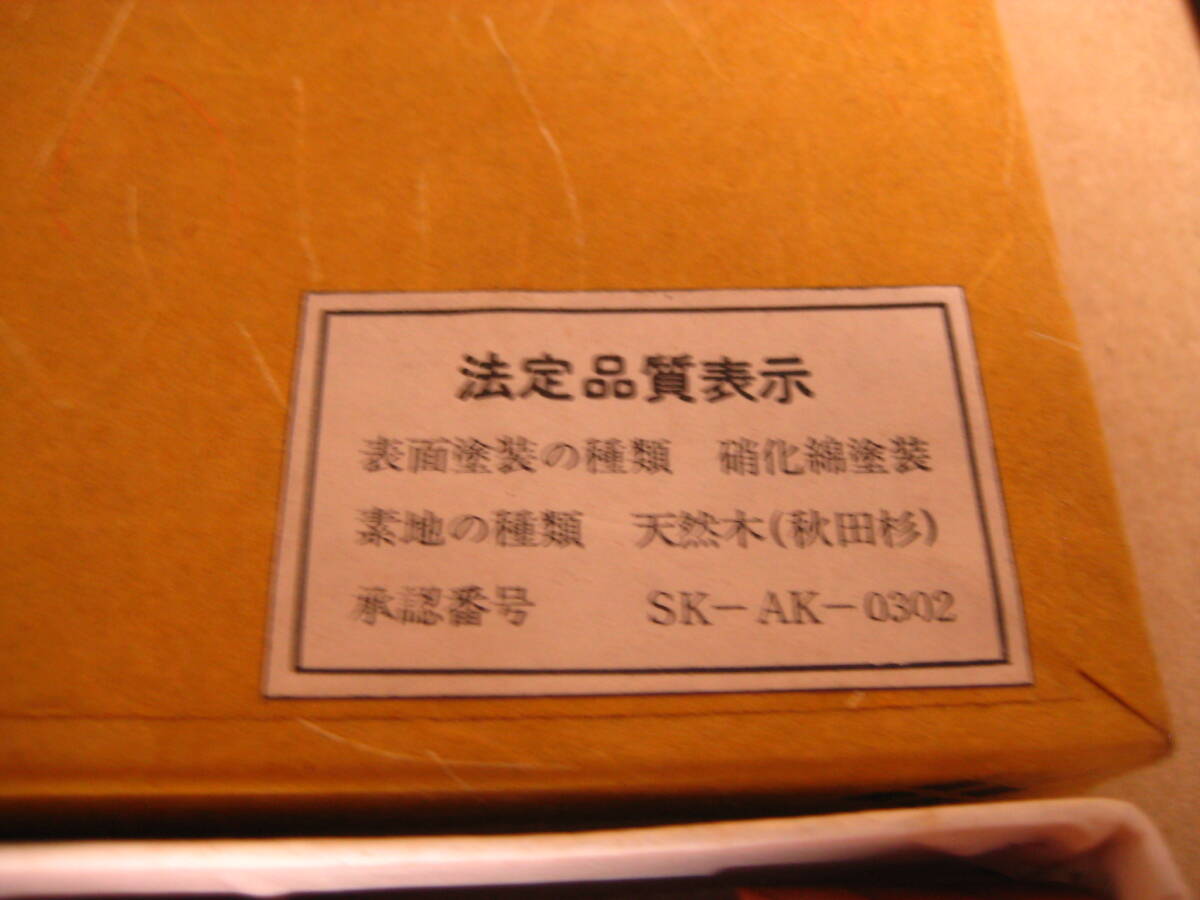 法定品質表示
表面塗装の種類　硝化綿塗装
素地の種類　天然木(秋田杉)
承認番号　SK－AK－0302